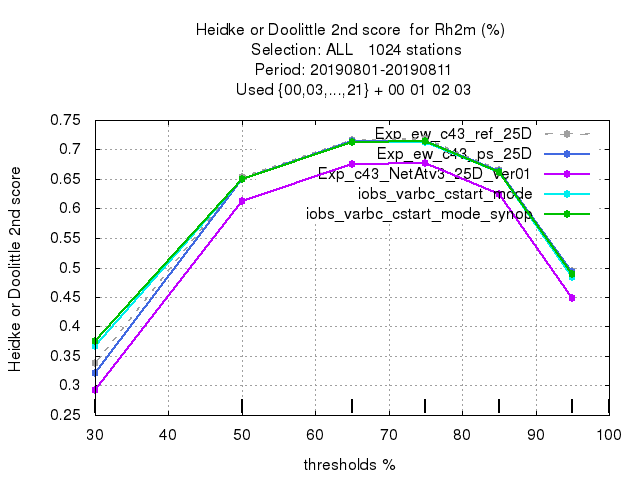 Heidke or Doolittle 2nd score  for Rh2m (%)
Selection: ALL   1024 stations
Period: 20190801-20190811
Used {00,03,...,21} + 00 01 02 03
Heidke or Doolittle 2nd score
0.75
0.7
0.65
0.6
0.55
0.5
0.45
0.4
0.35
0.3
0.25
Exp_ew_c43_ref_25D
Exp_ew_c43_ps_25D
Exp_c43_NetAtv3_25D_ver01
iobs_varbc_cstart_mode
iobs_varbc_cstart_mode_synop
30 40 50 60 70 80 90 100
thresholds %